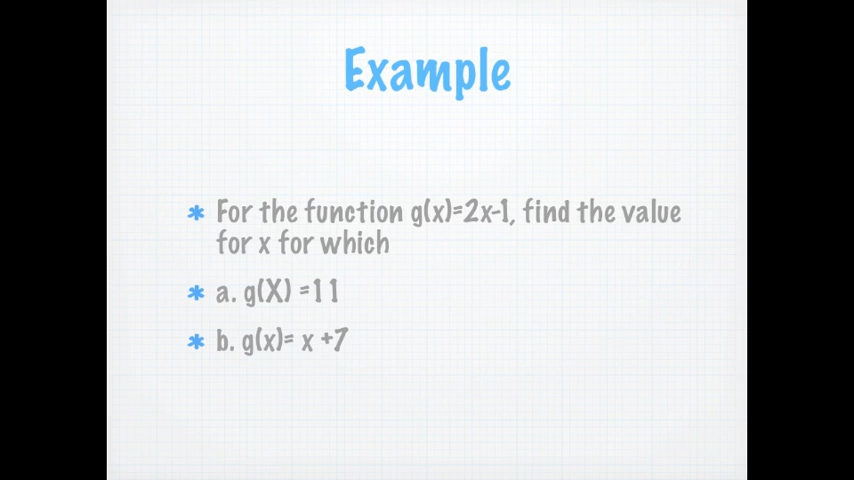 Example
* For the function g(x)=2x-1, find the value
for x for which
* a. g(X) =11
* b. g(x)= x +7